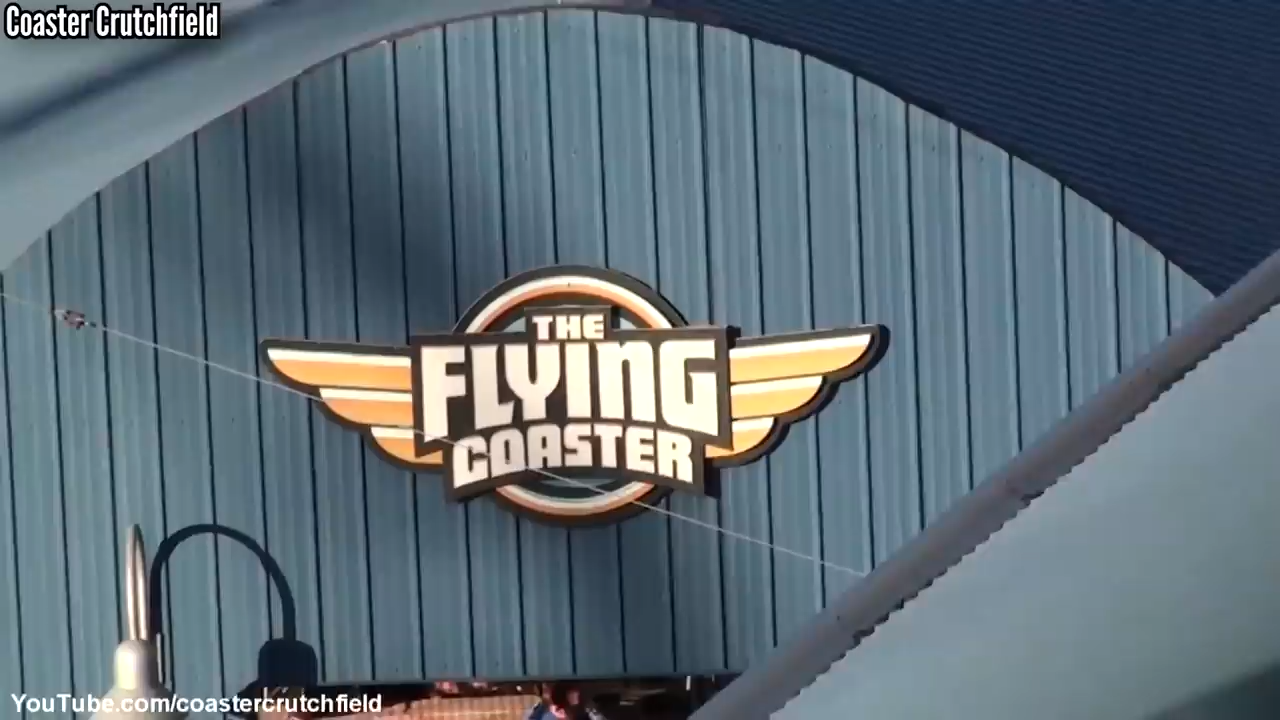 Coaster Crutchfield
THE
FLYING
COASTER
YouTube.com/coastercrutchfield